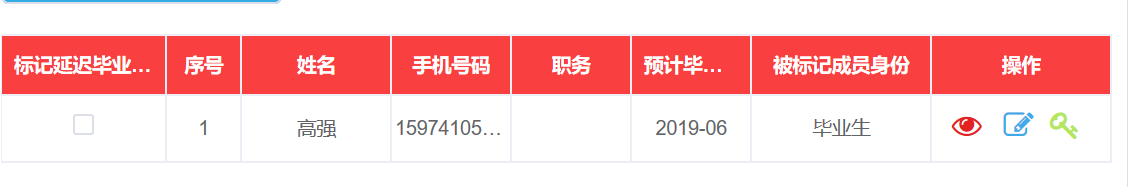 标记延迟毕业... 序号 姓名 手机号码 职务 预计毕... 被标记成员身份 操作
1 高强 15974105... 2019-06 毕业生